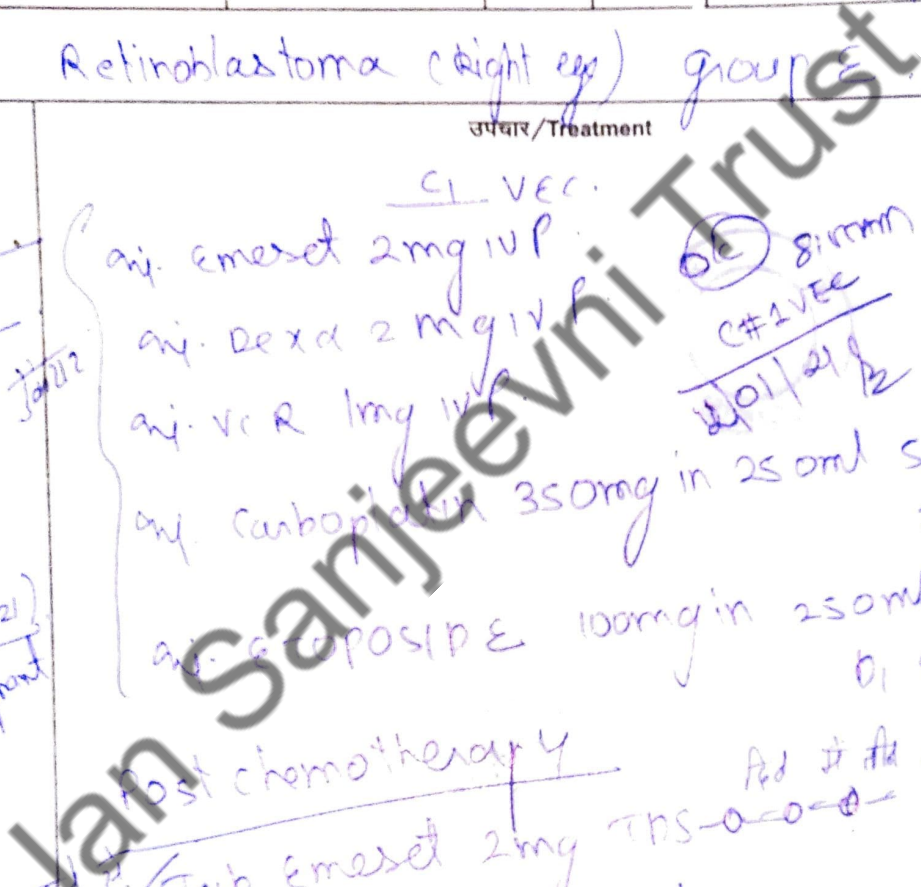 Retinoblastoma (Right eye) group E
उपचार/Treatment
C1 VEC.
inj. Emeset 2mg IVP.
OK
C#1 VEC
inj. Dexa 2mg IVP.
inj. VCR 1mg IVP.
inj. Carboplatin 350mg in 250ml
inj. ETOPOSIDE 100mg in 250ml
D1
Post chemotherapy
Emeset 2mg TDS
Jan Sanjeevni Trust